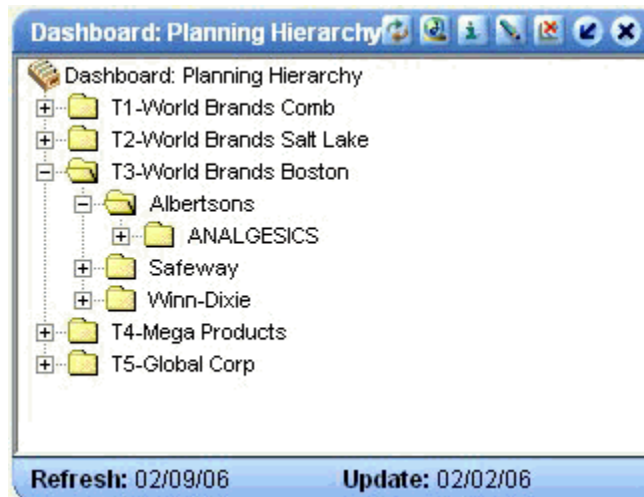 Dashboard: Planning Hierarchy
Dashboard: Planning Hierarchy
T1-World Brands Comb
T2-World Brands Salt Lake
T3-World Brands Boston
Albertsons
ANALGESICS
Safeway
Winn-Dixie
T4-Mega Products
T5-Global Corp
Refresh: 02/09/06 Update: 02/02/06